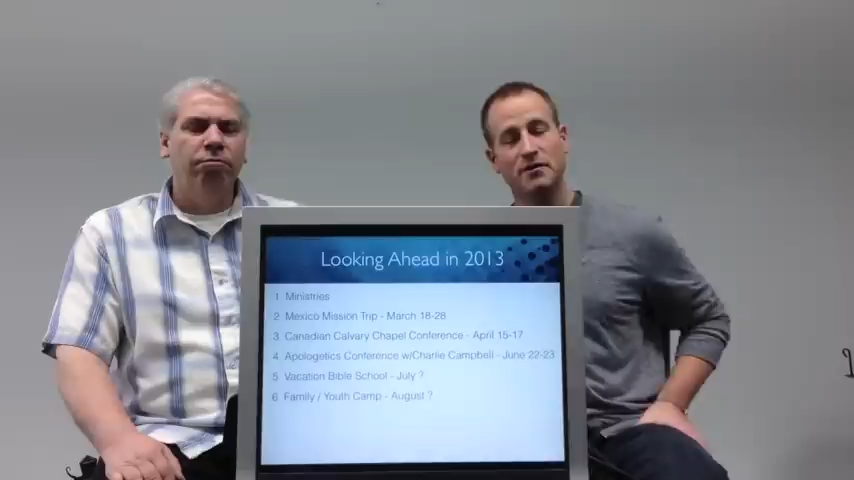 Looking Ahead in 2013
1 Ministries
2 Mexico Mission Trip - March 18-28
3 Canadian Calvary Chapel Conference - April 15-17
4 Apologetics Conference w/Charlie Campbell - June 22-23
5 Vacation Bible School - July ?
6 Family / Youth Camp - August ?